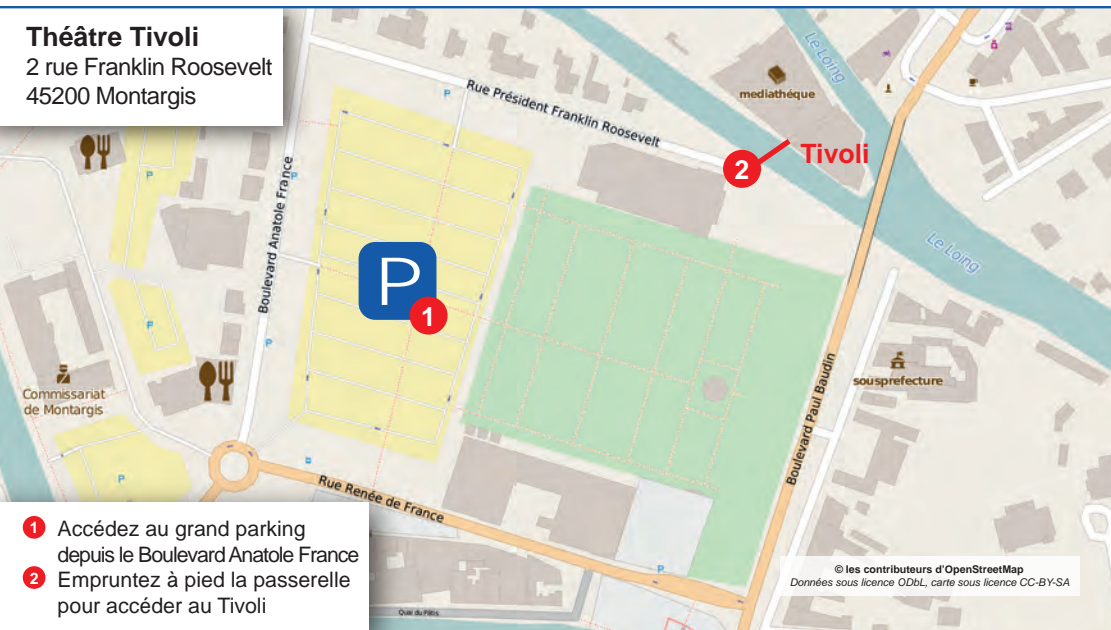 Théâtre Tivoli
2 rue Franklin Roosevelt
45200 Montargis
Le Loing
mediathéque
Rue Président Franklin Roosevelt
2
Tivoli
P
P
P
P
Boulevard Anatole France
P
1
Le Loing
P
P
Commissariat
de Montargis
sousprefecture
Boulevard Paul Baudin
P
Rue Renée de France
P
1 Accédez au grand parking
depuis le Boulevard Anatole France
2 Empruntez à pied la passerelle
pour accéder au Tivoli
Quai du Pâtis
© les contributeurs d'OpenStreetMap
Données sous licence ODbL, carte sous licence CC-BY-SA